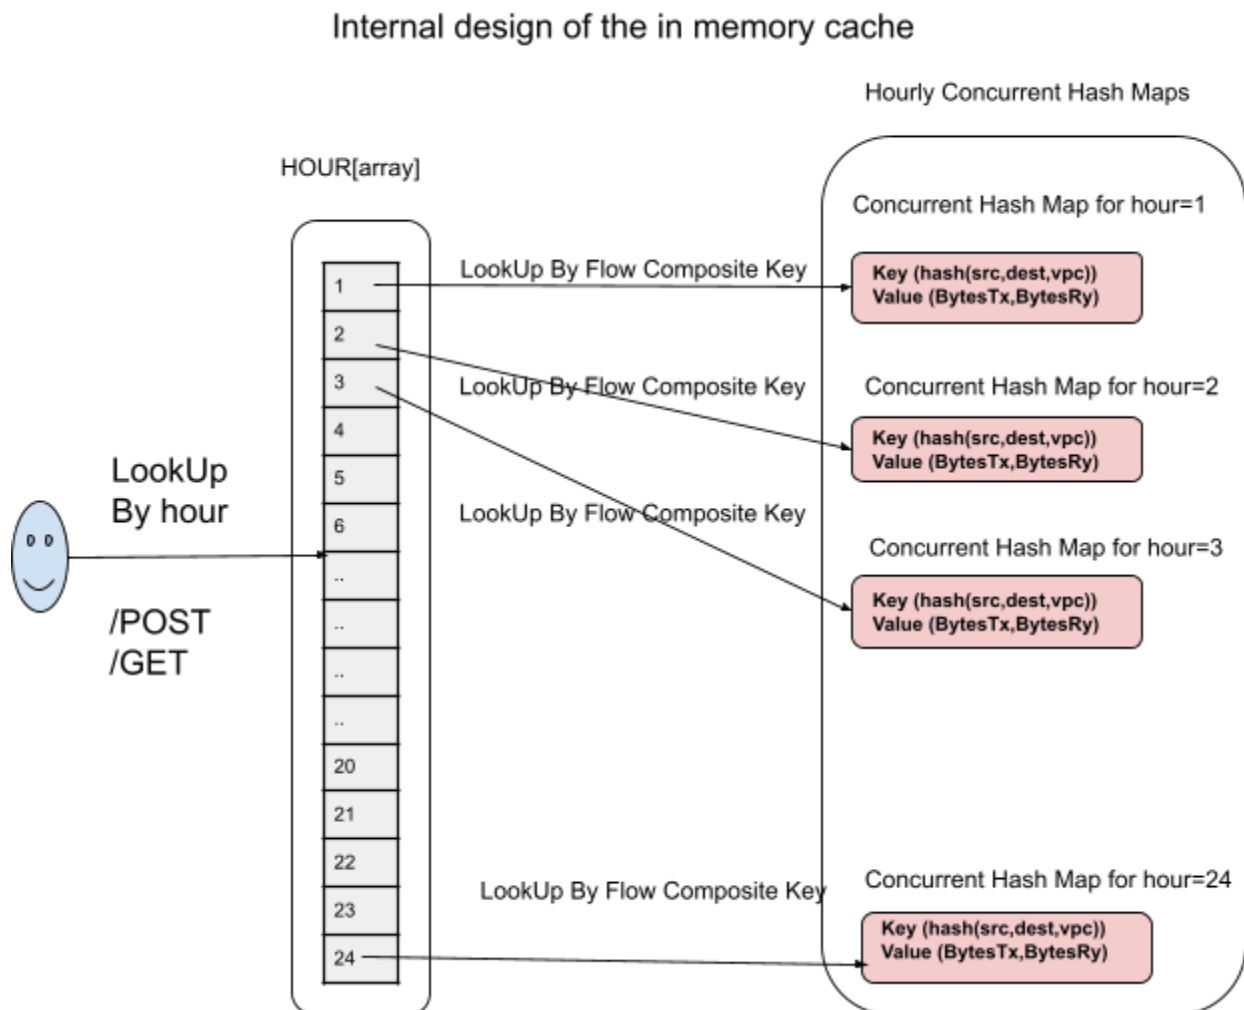 Internal design of the in memory cache
Hourly Concurrent Hash Maps
HOUR[array]
Concurrent Hash Map for hour=1
LookUp By Flow Composite Key
Key (hash(src,dest,vpc))
Value (BytesTx,BytesRy)
1
2
3
4
5
6
..
..
..
..
20
21
22
23
24
LookUp By Flow Composite Key
Concurrent Hash Map for hour=2
Key (hash(src,dest,vpc))
Value (BytesTx,BytesRy)
LookUp
By hour
/POST
/GET
LookUp By Flow Composite Key
Concurrent Hash Map for hour=3
Key (hash(src,dest,vpc))
Value (BytesTx,BytesRy)
LookUp By Flow Composite Key
Concurrent Hash Map for hour=24
Key (hash(src,dest,vpc))
Value (BytesTx,BytesRy)